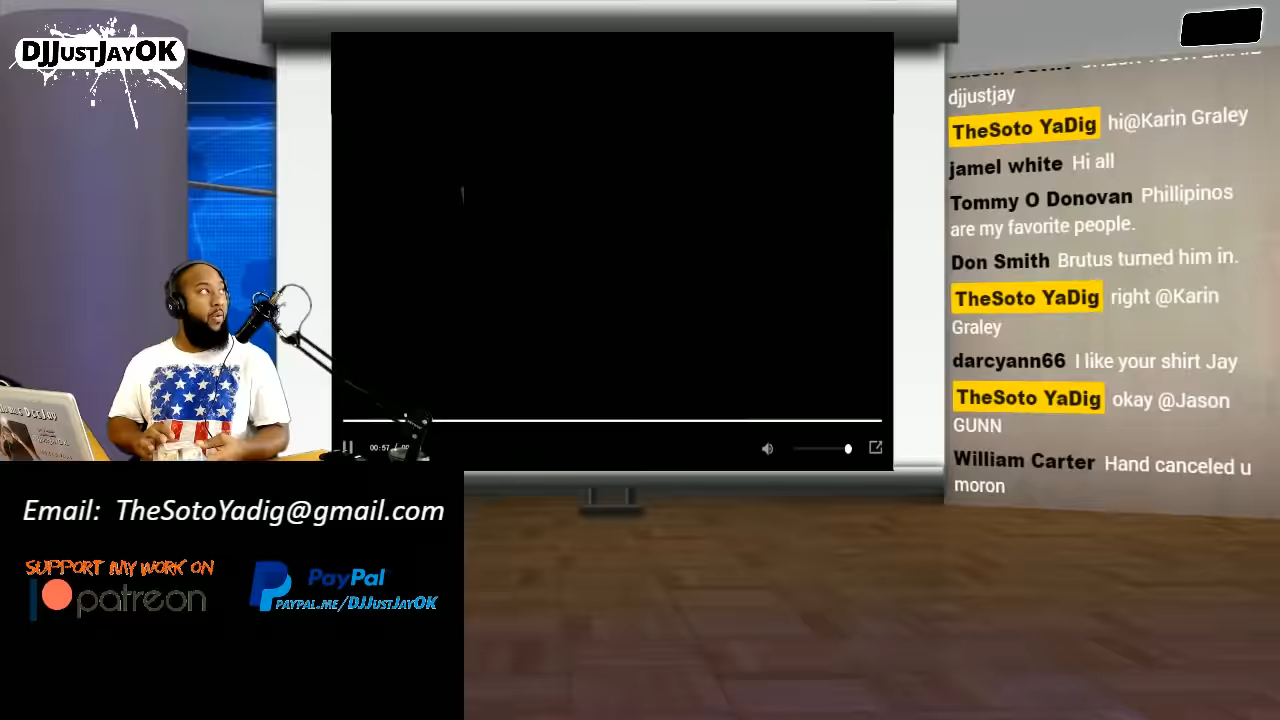 DJJustJayOK
djjustjay
TheSoto YaDig hi@Karin Graley
jamel white Hi all
Tommy O Donovan Phillipinos
are my favorite people.
Don Smith Brutus turned him in.
TheSoto YaDig right @Karin
Graley
darcyann66 I like your shirt Jay
TheSoto YaDig okay @Jason
GUNN
William Carter Hand canceled u
moron
00:57 /
Email: TheSotoYadig@gmail.com
SUPPORT MY WORK ON
patreon
PayPal
PAYPAL.ME/DJJustJayOK